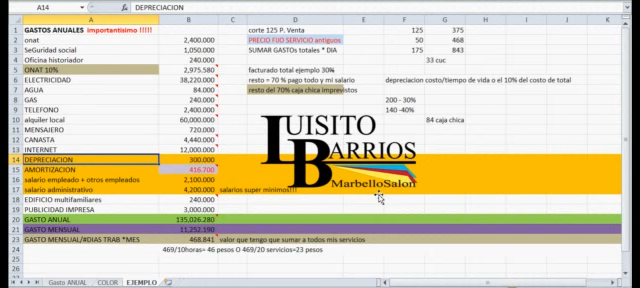 A14 fx DEPRECIACION
A B C D E F G H I J K
1 GASTOS ANUALES importantisimo !!!!! corte 125 P. Venta 125 375
2 onat 2,400.000 PRECIO FIJO SERVICIO antiguos 50 468
3 SeGuridad social 1,050.000 SUMAR GASTOs totales * DIA 175 843
4 Oficina historiador 240.000 33 cuc
5 ONAT 10% 2,975.580 facturado total ejemplo 30%
6 ELECTRICIDAD 38,220.000 resto = 70 % pago todo y mi salario depreciacion costo/tiempo de vida o el 10% del costo de total
7 AGUA 84.000 resto del 70% caja chica imprevistos
8 GAS 240.000 200 - 30%
9 TELEFONO 2,400.000 140 -40%
10 alquiler local 60,000.000 84 caja chica
11 MENSAJERO 720.000
12 CANASTA 4,440.000
13 INTERNET 12,000.000
14 DEPRECIACION 300.000
15 AMORTIZACION 416.700
16 salario empleado + otros empleados 2,100.000
17 salario administrativo 4,200.000 salarios super minimos!!!
18 EDIFICIO multifamiliares 240.000
19 PUBLICIDAD IMPRESA 3,000.000
20 GASTO ANUAL 135,026.280
21 GASTO MENSUAL 11,252.190
23 GASTO MENSUAL/#DIAS TRAB *MES 468.841 valor que tengo que sumar a todos mis servicios
24 469/10horas= 46 pesos O 469/20 servicios=23 pesos
25
26
LUISITO
BARRIOS
MarbelloSalon
Gasto ANUAL COLOR EJEMPLO